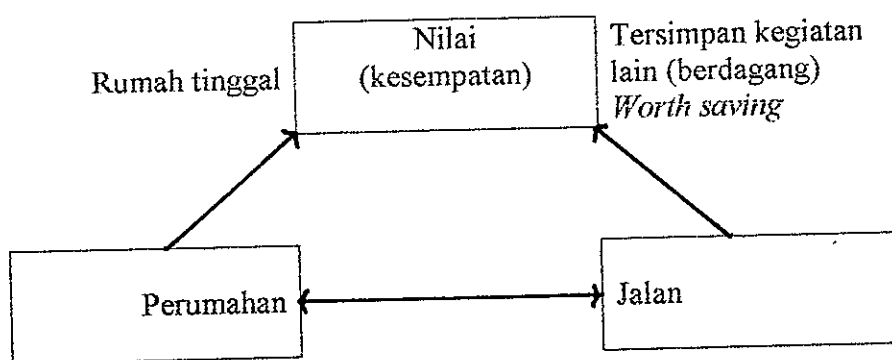 Nilai
(kesempatan)
Rumah tinggal
Tersimpan kegiatan
lain (berdagang)
Worth saving
Perumahan
Jalan